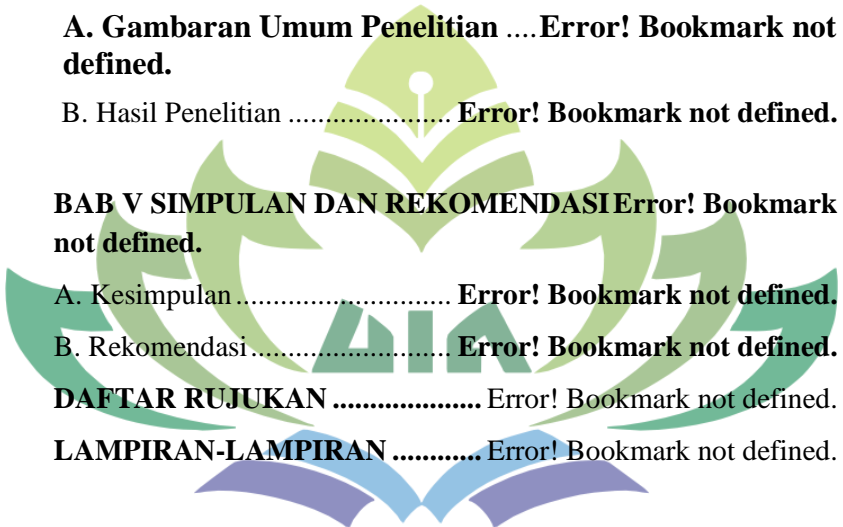 A. Gambaran Umum Penelitian ....Error! Bookmark not
defined.
B. Hasil Penelitian ...................... Error! Bookmark not defined.
BAB V SIMPULAN DAN REKOMENDASIError! Bookmark
not defined.
A. Kesimpulan............................. Error! Bookmark not defined.
B. Rekomendasi........................... Error! Bookmark not defined.
DAFTAR RUJUKAN .................... Error! Bookmark not defined.
LAMPIRAN-LAMPIRAN ............ Error! Bookmark not defined.